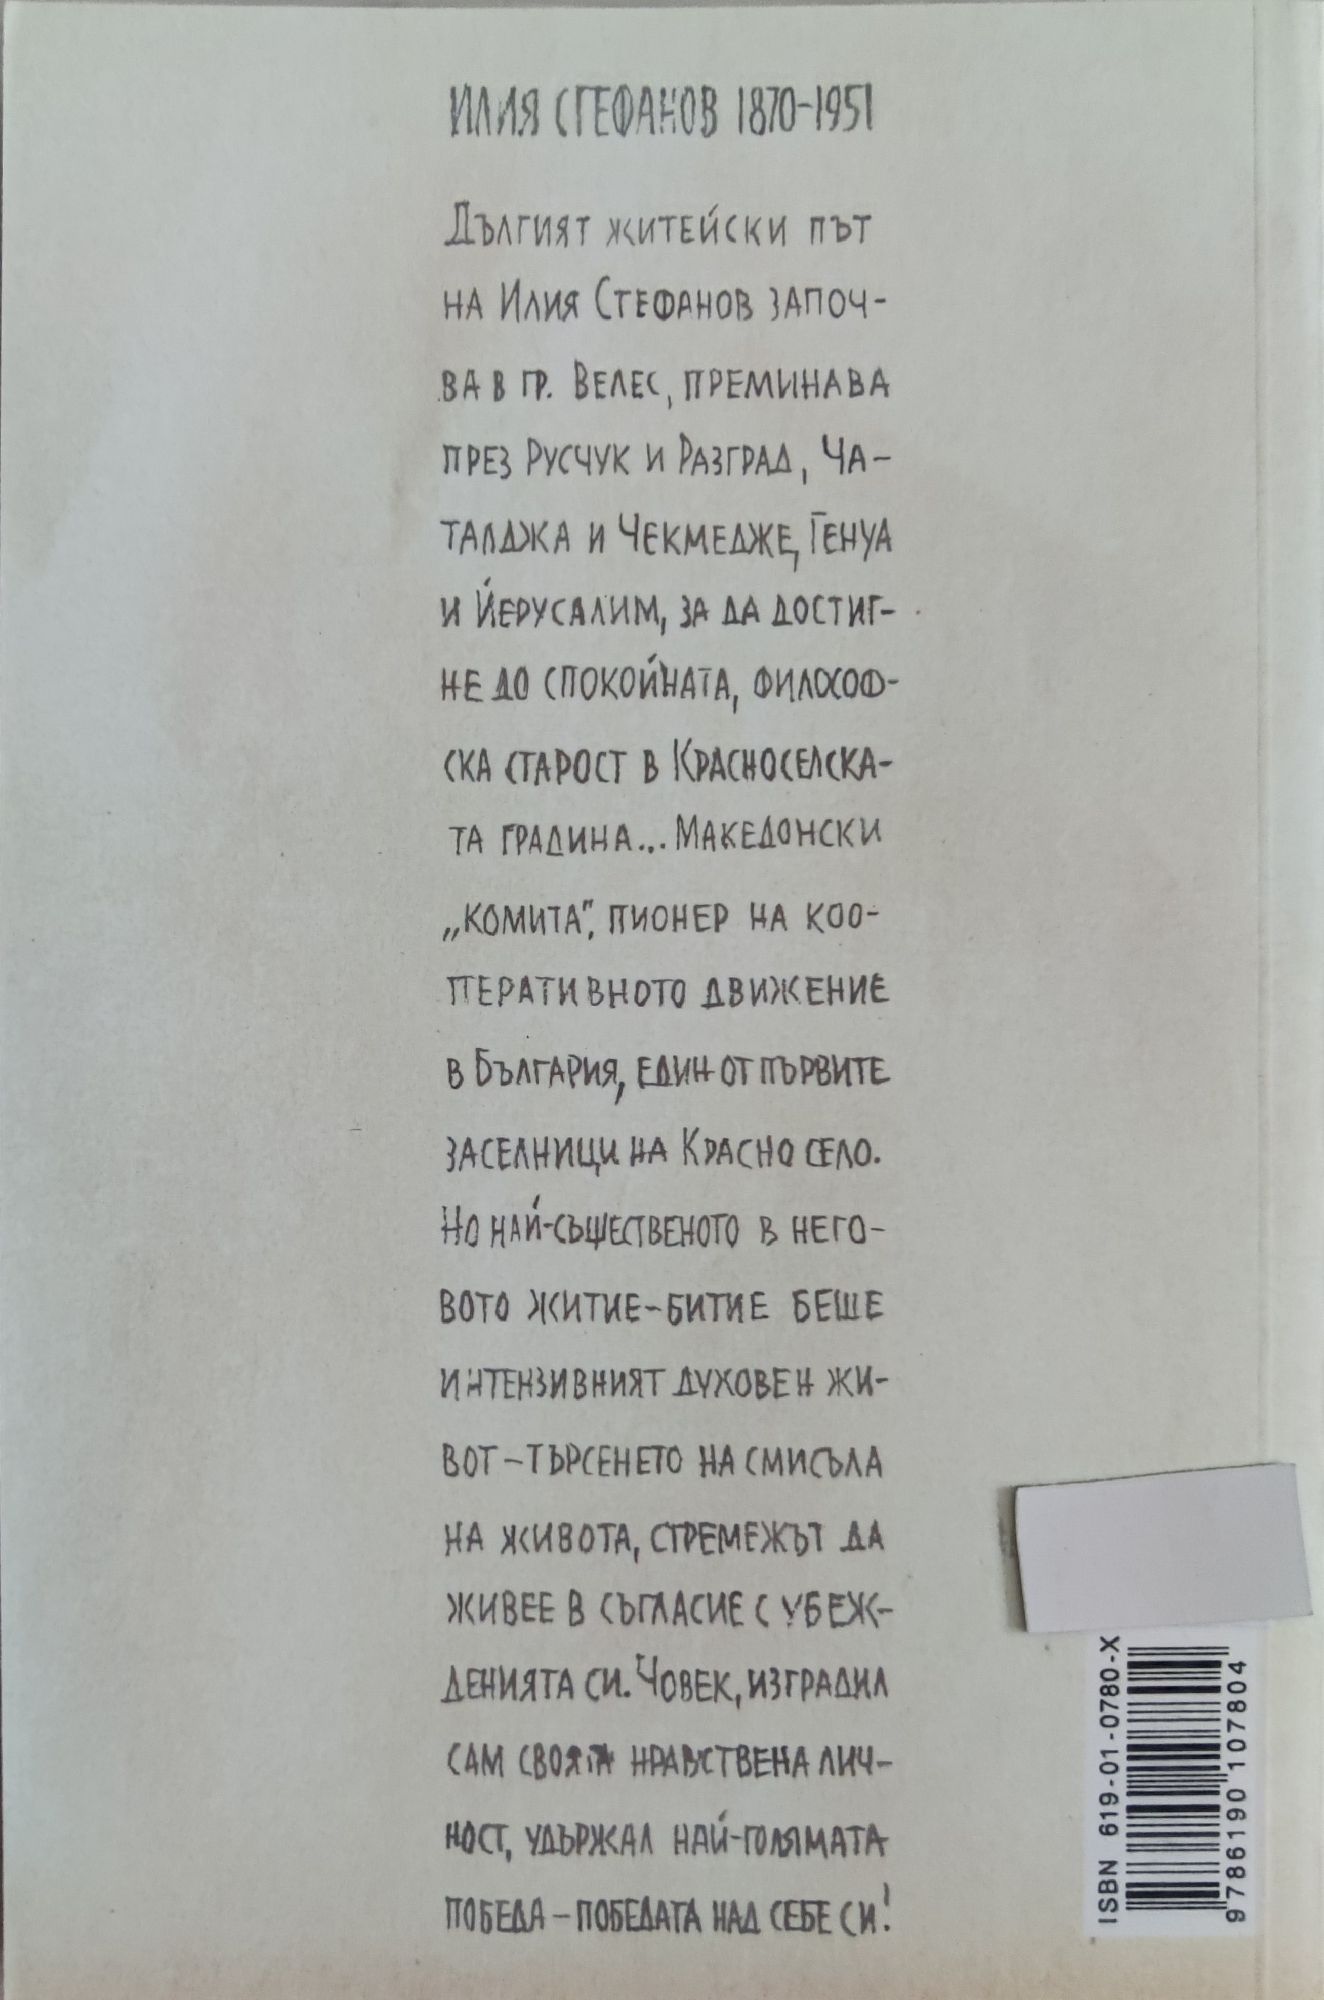 ИЛИЯ СТЕФАНОВ 1870-1951
Дългият житейски път
на Илия Стефанов започ-
ва в гр. Велес, преминава
през Русчук и Разград, Ча-
талджа и Чекмедже, Генуа
и Йерусалим, за да достиг-
не до спокойната, философ-
ска старост в Красноселска-
та градина... Македонски
„комита", пионер на коо-
перативното движение
в България, един от първите
заселници на Красно село.
Но най-същественото в него-
вото житие-битие беше
интензивният духовен жи-
вот – търсенето на смисъла
на живота, стремежът да
живее в съгласие с убеж-
денията си. Човек, изградил
сам своята нравствена лич-
ност, удържал най-голямата
победа – победата над себе си!
ISBN 619-01-0780-X
9 786190 107804